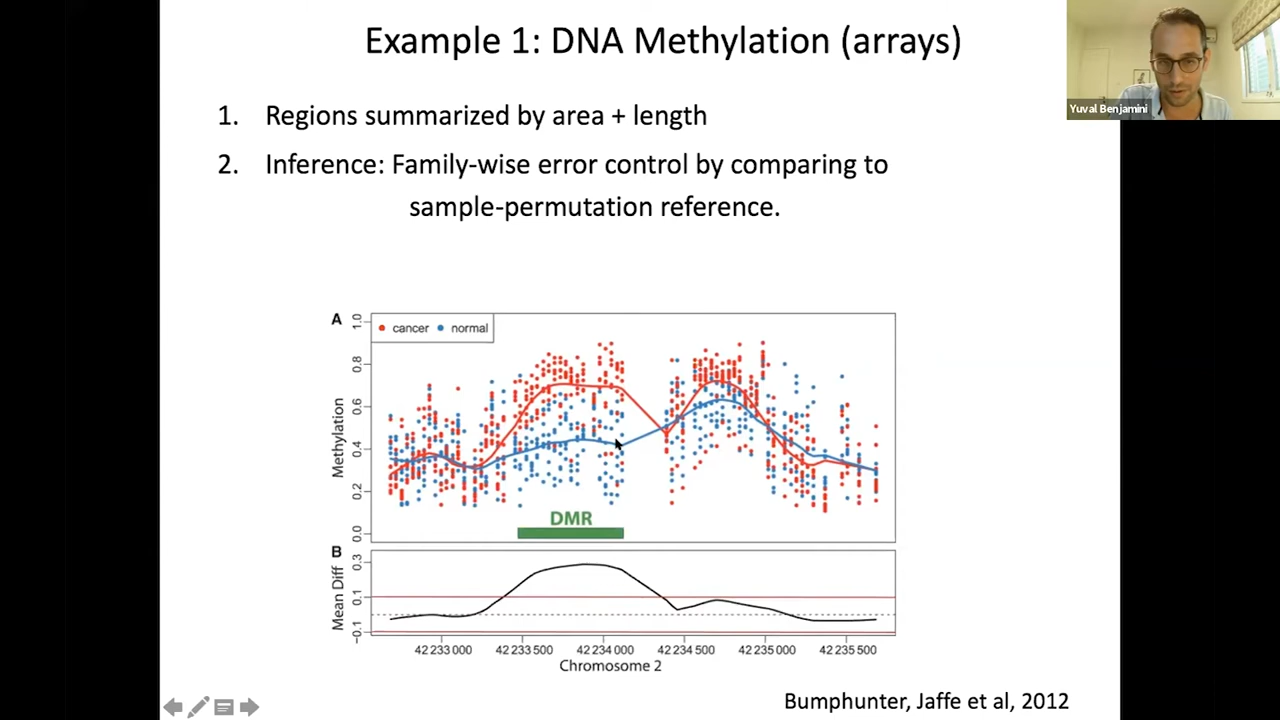 Example 1: DNA Methylation (arrays)
Yuval Benjamini
1. Regions summarized by area + length
2. Inference: Family-wise error control by comparing to
sample-permutation reference.
A
cancer normal
Methylation
1.0
0.8
0.6
0.4
0.2
0.0
DMR
B
Mean Diff
0.3
0.1
-0.1
42 233 000 42 233 500 42 234 000 42 234 500 42 235 000 42 235 500
Chromosome 2
Bumphunter, Jaffe et al, 2012